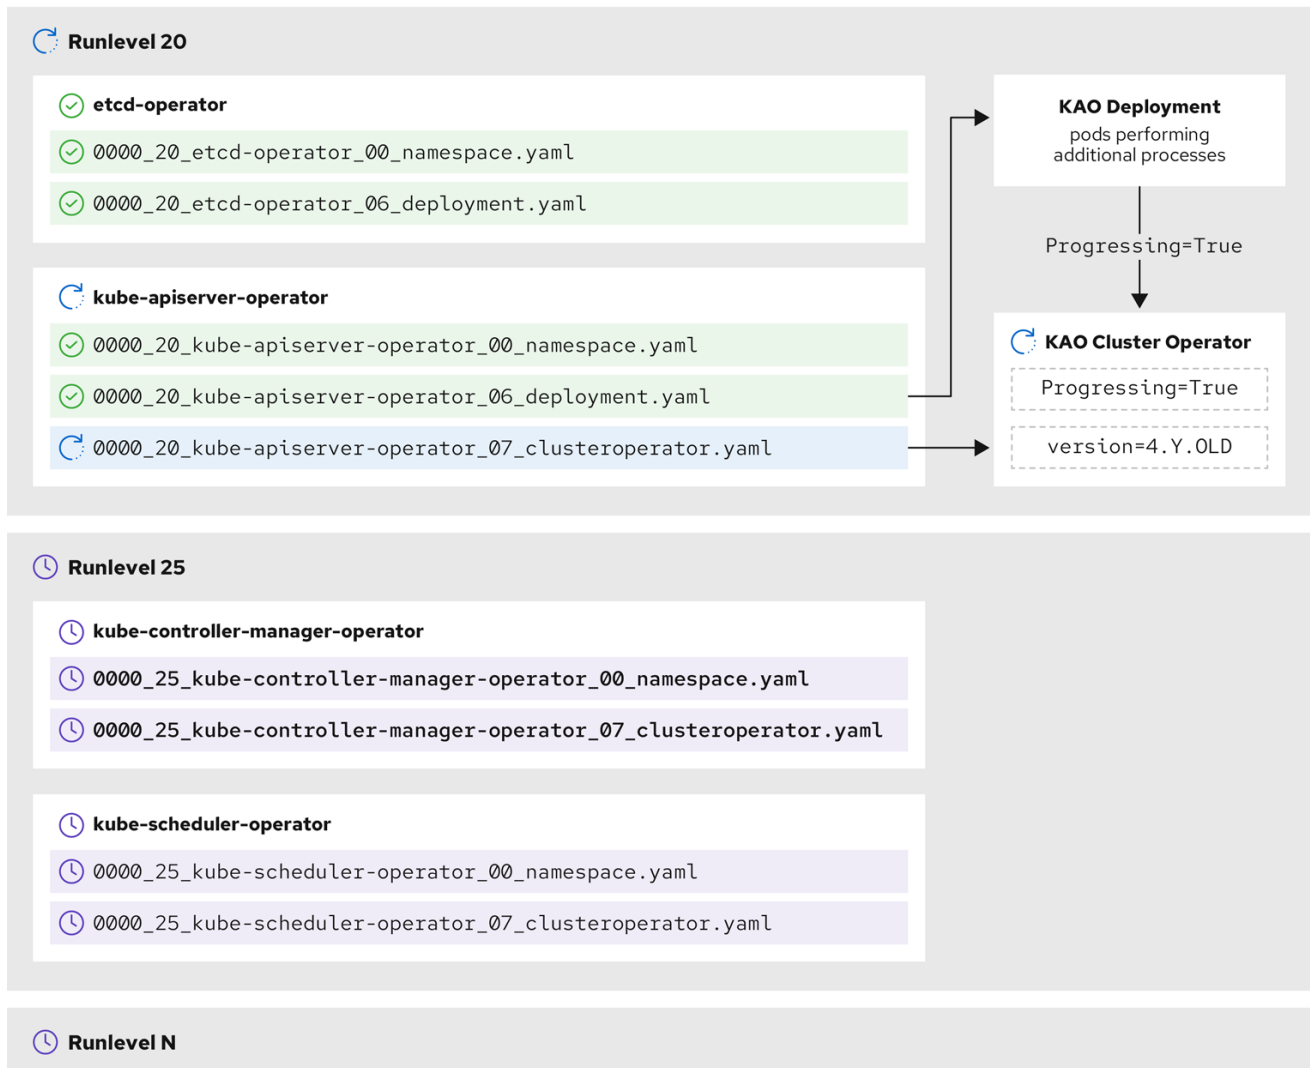 Runlevel 20
etcd-operator
0000_20_etcd-operator_00_namespace.yaml
0000_20_etcd-operator_06_deployment.yaml
kube-apiserver-operator
0000_20_kube-apiserver-operator_00_namespace.yaml
0000_20_kube-apiserver-operator_06_deployment.yaml
0000_20_kube-apiserver-operator_07_clusteroperator.yaml
KAO Deployment
pods performing
additional processes
Progressing=True
KAO Cluster Operator
Progressing=True
version=4.Y.OLD
Runlevel 25
kube-controller-manager-operator
0000_25_kube-controller-manager-operator_00_namespace.yaml
0000_25_kube-controller-manager-operator_07_clusteroperator.yaml
kube-scheduler-operator
0000_25_kube-scheduler-operator_00_namespace.yaml
0000_25_kube-scheduler-operator_07_clusteroperator.yaml
Runlevel N